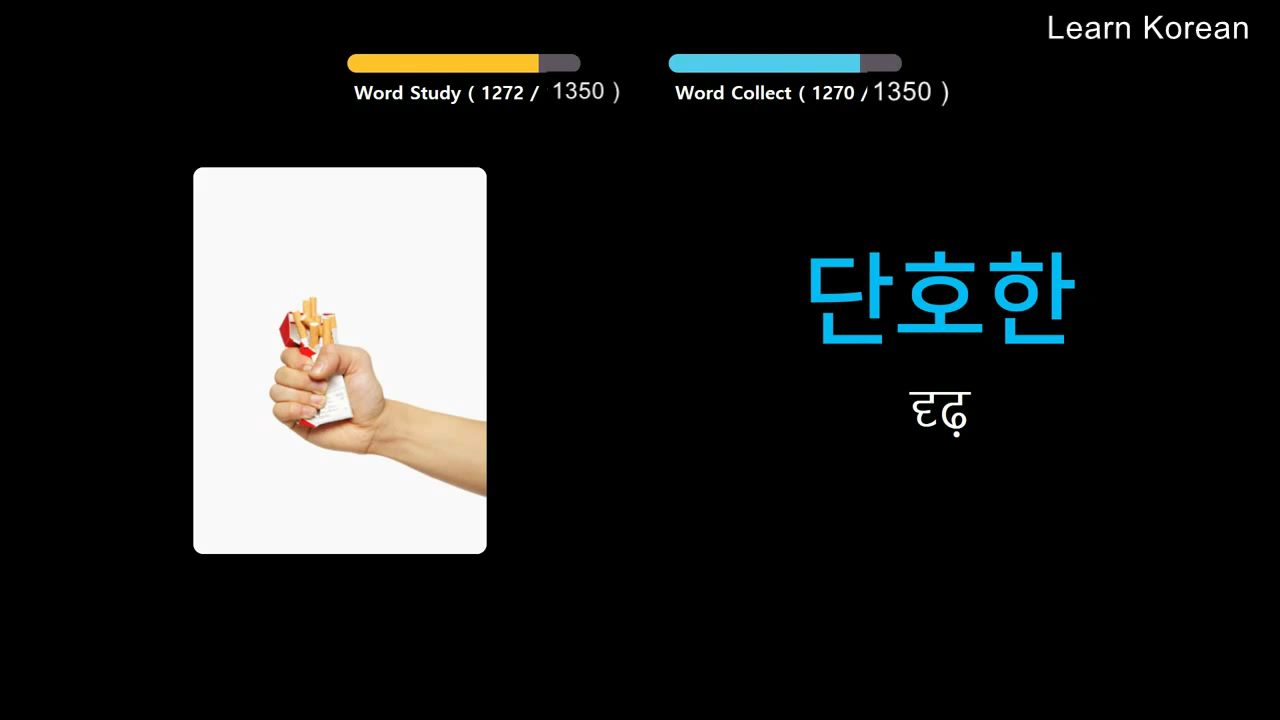 Learn Korean
Word Study ( 1272 / 1350 )
Word Collect ( 1270 / 1350 )
단호한
दृढ़